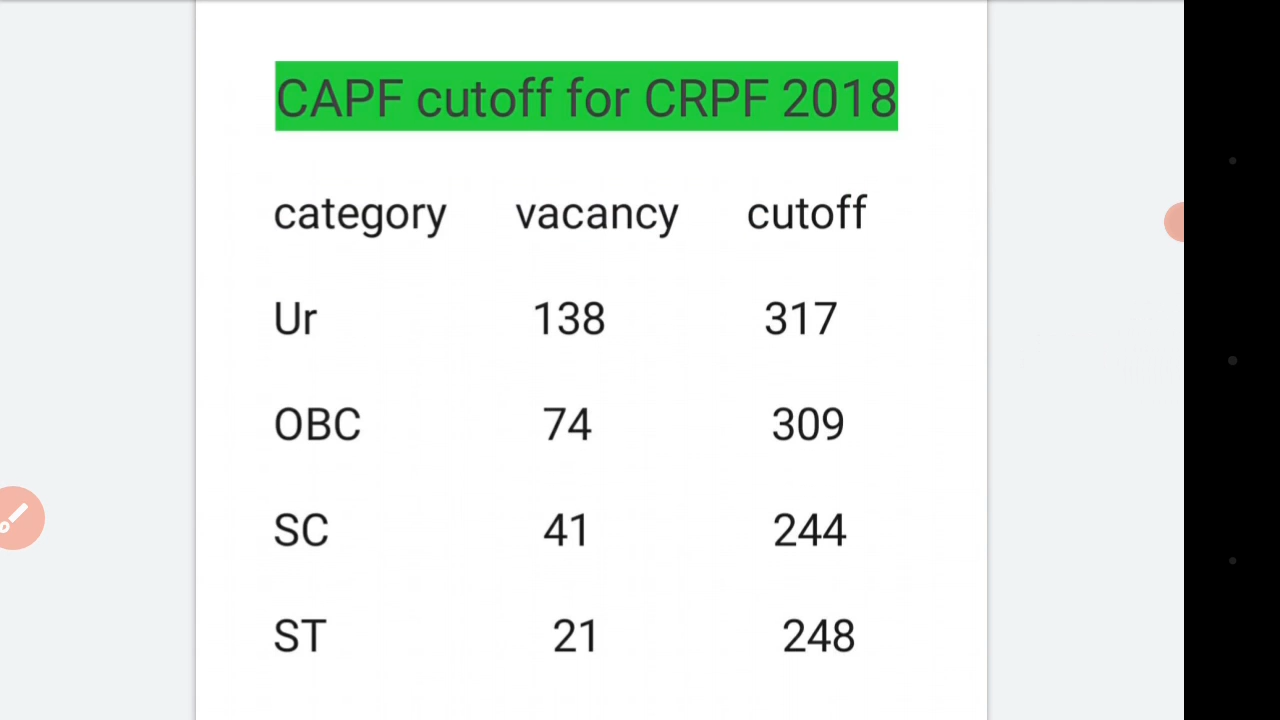 CAPF cutoff for CRPF 2018
category vacancy cutoff
Ur 138 317
OBC 74 309
SC 41 244
ST 21 248